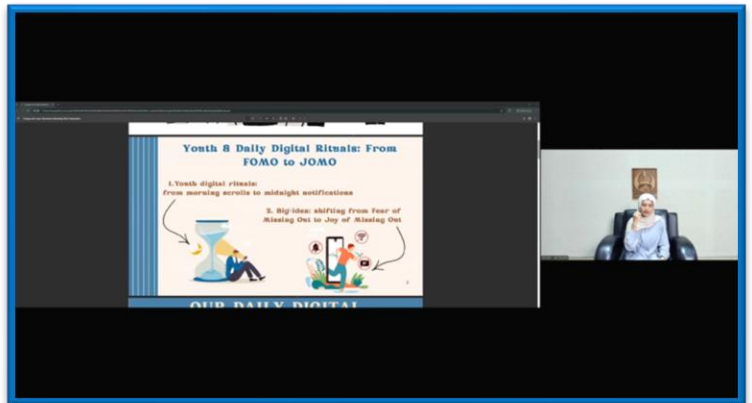 Youth & Daily Digital Rituals: From
FOMO to JOMO
1.Youth digital rituals:
from morning scrolls to midnight notifications
2. Big-idea: shifting from Fear of
Missing Out to Joy of Missing Out
2
OUR DAILY DIGITAL